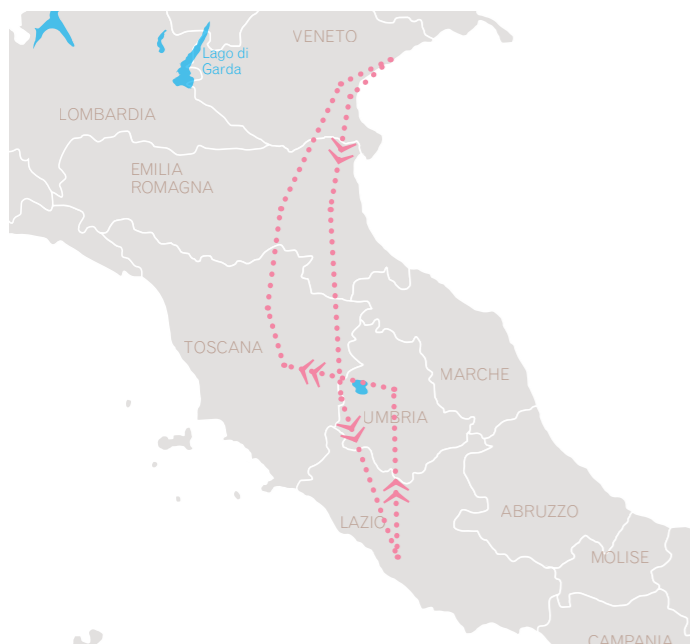 VENETO
Lago di
Garda
LOMBARDIA
EMILIA
ROMAGNA
TOSCANA
MARCHE
UMBRIA
ABRUZZO
LAZIO
MOLISE
CAMPANIA